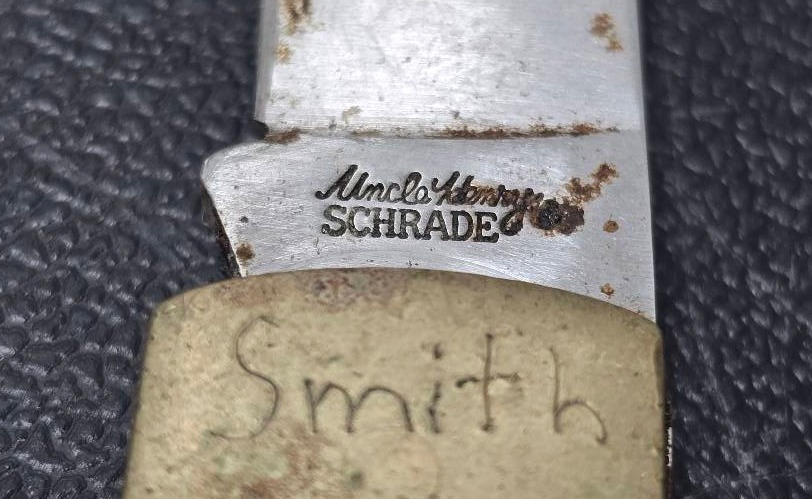 Uncle Henry
SCHRADE
Smith